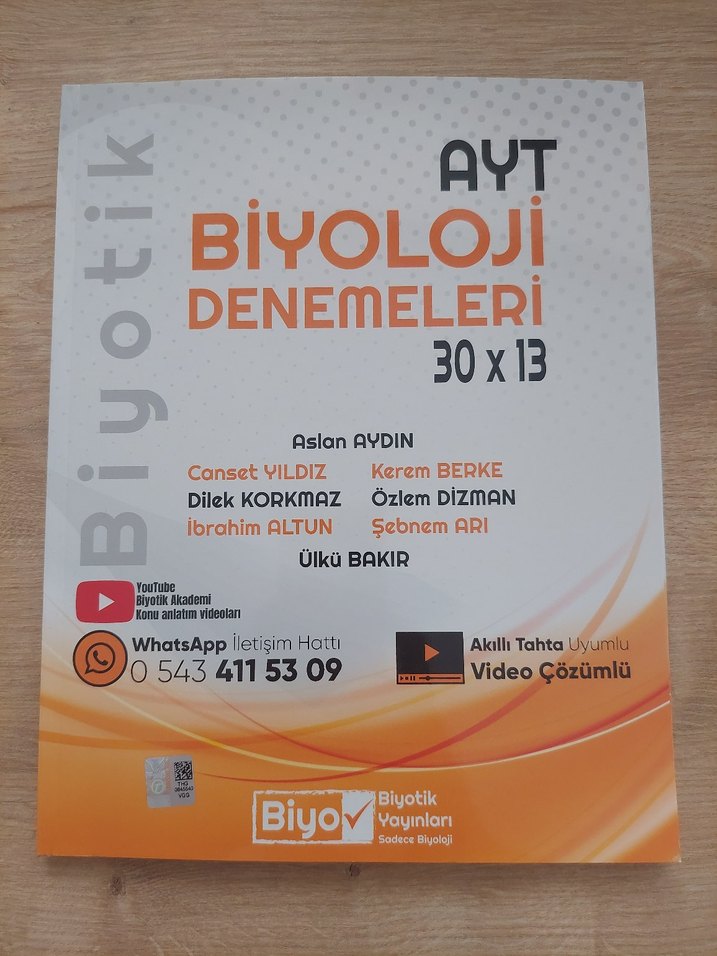 Biyotik
AYT
BİYOLOJİ
DENEMELERİ
30 x 13
Aslan AYDIN
Canset YILDIZ Kerem BERKE
Dilek KORKMAZ Özlem DİZMAN
İbrahim ALTUN Şebnem ARI
Ülkü BAKIR
YouTube
Biyotik Akademi
Konu anlatım videoları
WhatsApp İletişim Hattı
0 543 411 53 09
Akıllı Tahta Uyumlu
Video Çözümlü
THG
VGG
Biyo
Biyotik
Yayınları
Sadece Biyoloji